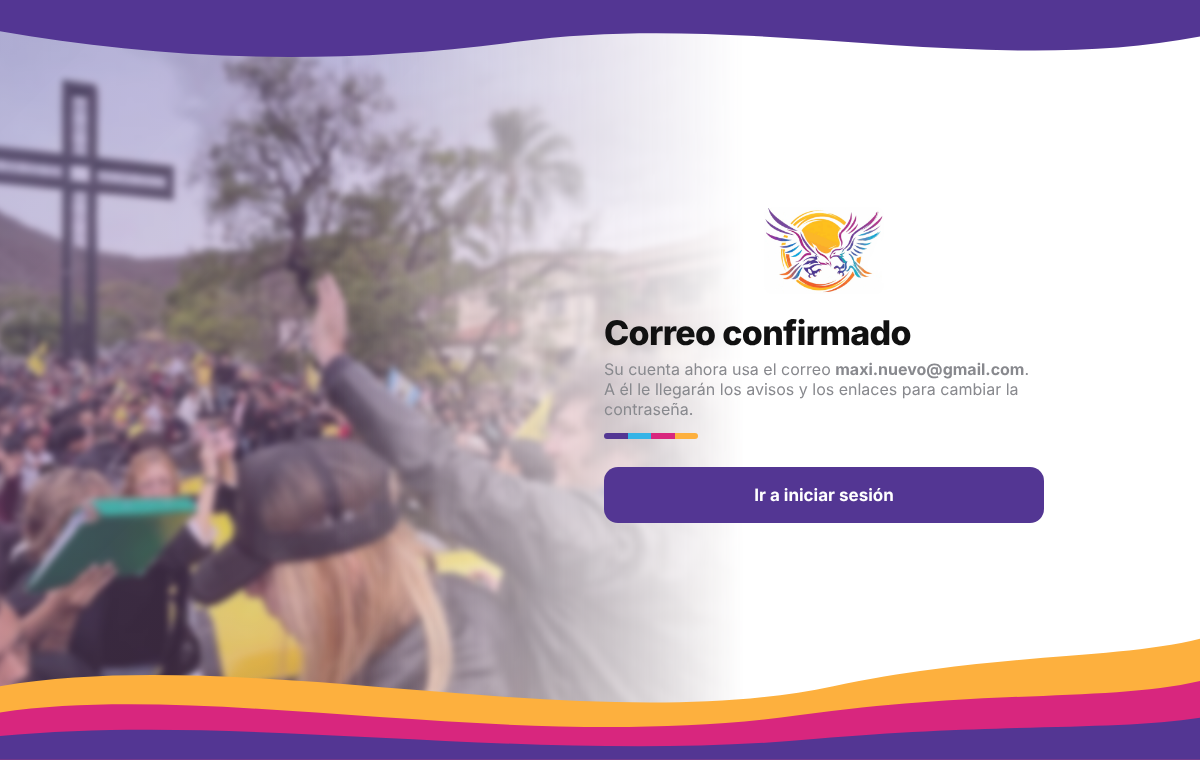 Correo confirmado
Su cuenta ahora usa el correo maxi.nuevo@gmail.com.
A él le llegarán los avisos y los enlaces para cambiar la
contraseña.
Ir a iniciar sesión